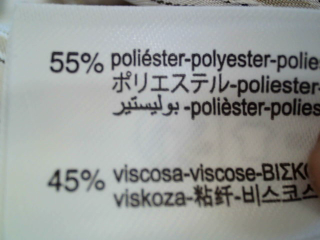 55% poliéster-polyester-polies
ポリエステル-poliester-
بوليستير -polièster-polies
45% viscosa-viscose-ΒΙΣΚΟ
viskoza-粘纤-비스코스